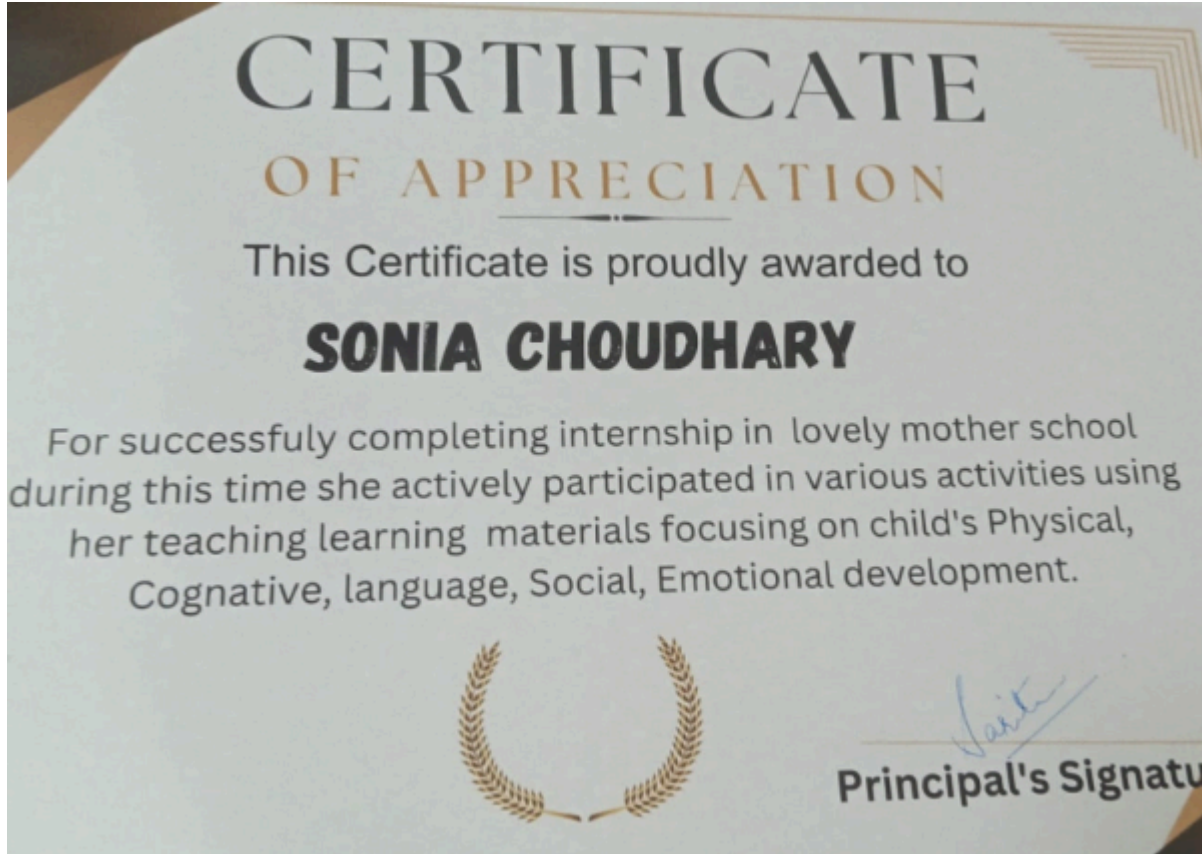 CERTIFICATE
OF APPRECIATION
This Certificate is proudly awarded to
SONIA CHOUDHARY
For successfuly completing internship in lovely mother school
during this time she actively participated in various activities using
her teaching learning materials focusing on child's Physical,
Cognative, language, Social, Emotional development.
Principal's Signatu